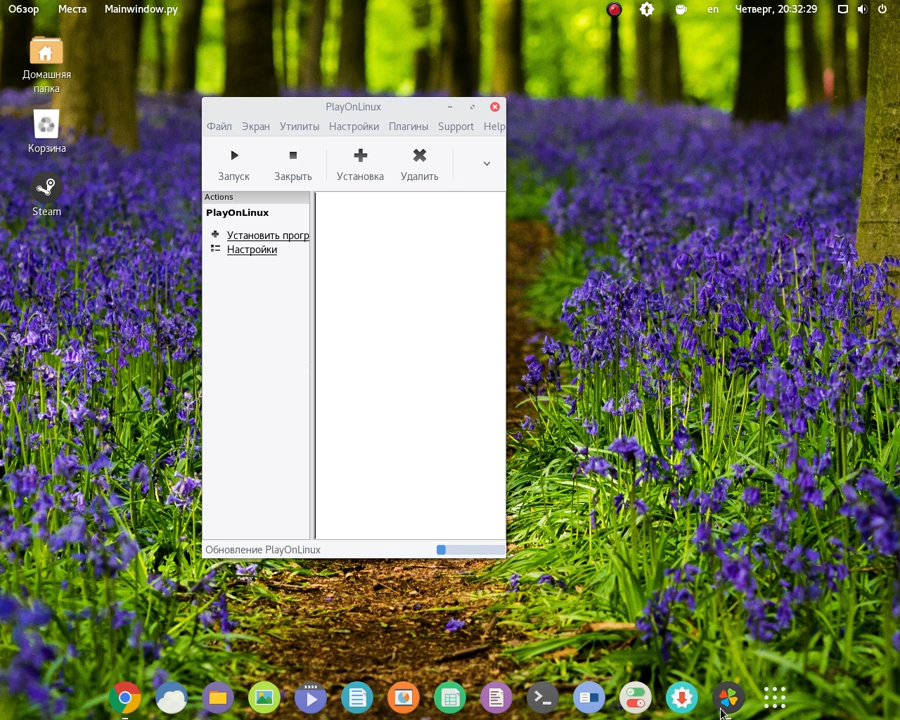 Обзор Места Mainwindow.py en Четверг, 20:32:29
Домашняя
папка
Корзина
Steam
PlayOnLinux
Файл Экран Утилиты Настройки Плагины Support Help
Запуск Закрыть Установка Удалить
Actions
PlayOnLinux
Установить прогр
Настройки
Обновление PlayOnLinux